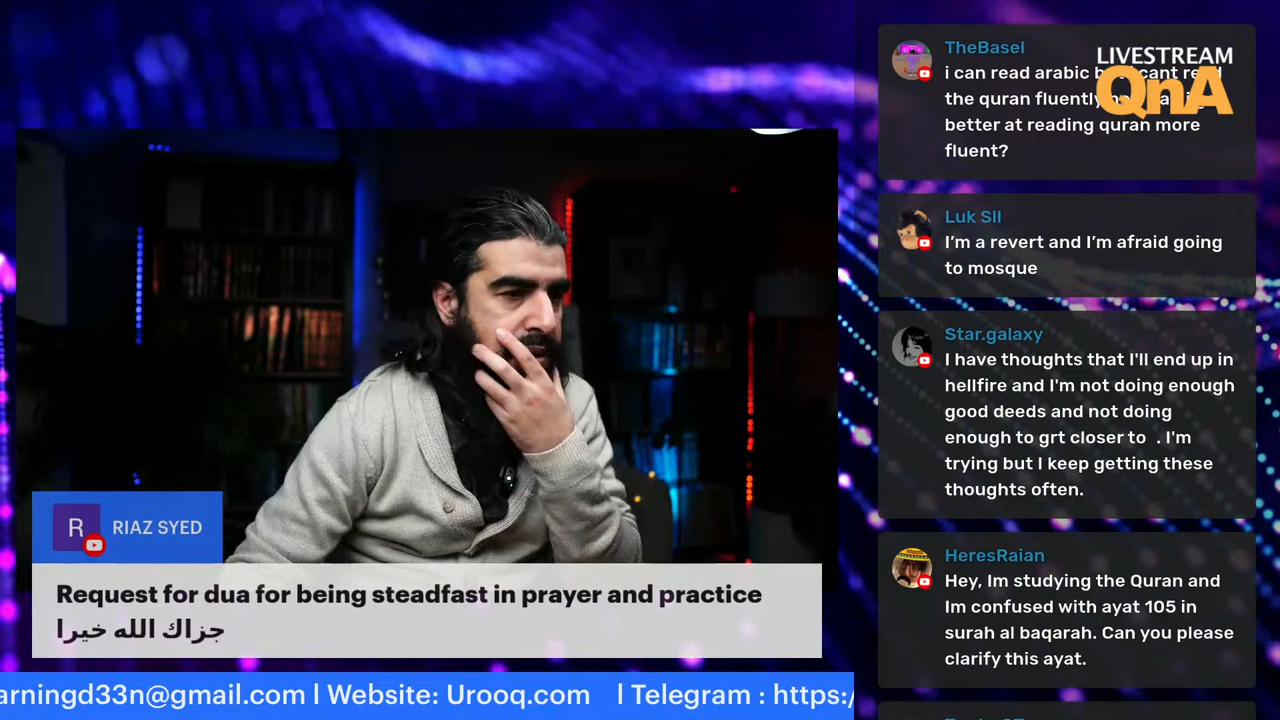 LIVESTREAM
QnA
TheBasel
i can read arabic
the quran fluently
better at reading quran more
fluent?
Luk Sll
I’m a revert and I’m afraid going
to mosque
Star.galaxy
I have thoughts that I'll end up in
hellfire and I'm not doing enough
good deeds and not doing
enough to grt closer to . I'm
trying but I keep getting these
thoughts often.
HeresRaian
Hey, Im studying the Quran and
Im confused with ayat 105 in
surah al baqarah. Can you please
clarify this ayat.
R
RIAZ SYED
Request for dua for being steadfast in prayer and practice
جزاك الله خيرا
arningd33n@gmail.com l Website: Urooq.com l Telegram : https:/